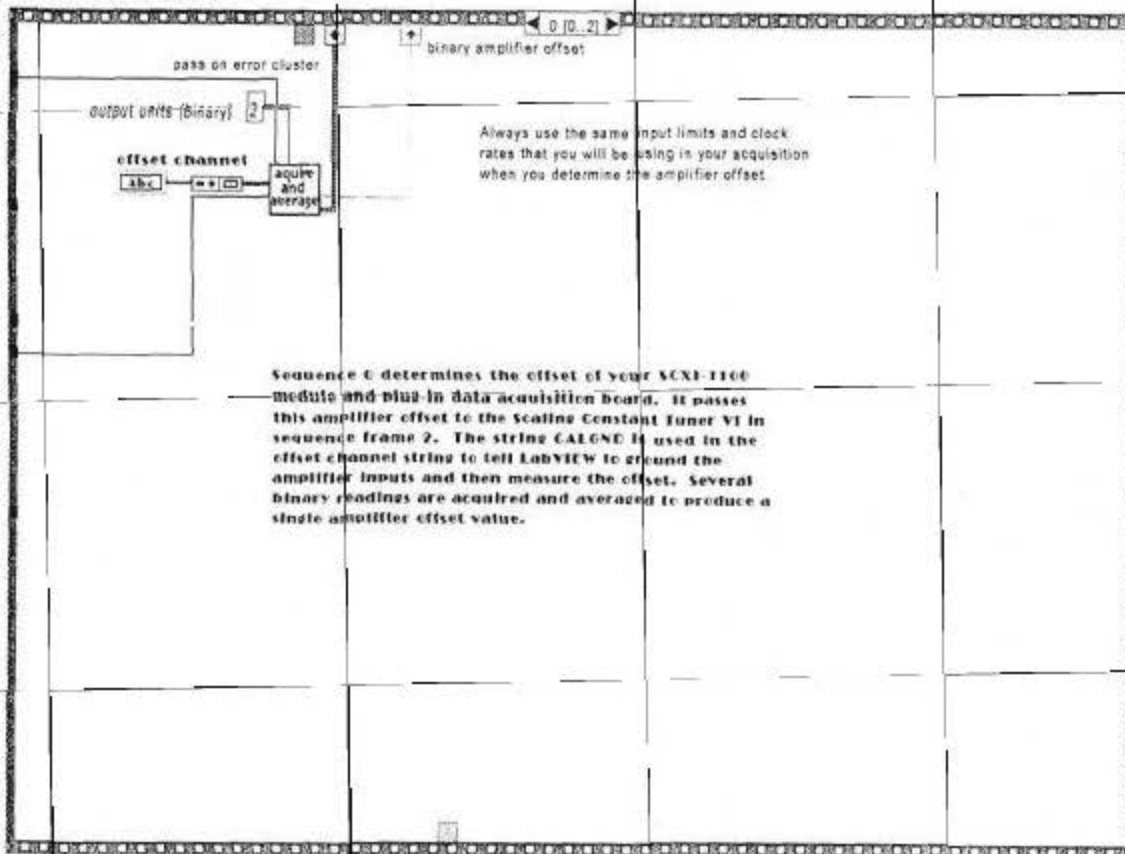 0 [0..2]
binary amplifier offset
pass on error cluster
output units (binary) 2
Always use the same input limits and clock
rates that you will be using in your acquisition
when you determine the amplifier offset
offset channel
abc
aquire
and
average
Sequence 0 determines the offset of your SCXI-1100
module and plug-in data acquisition board. It passes
this amplifier offset to the Scaling Constant Tuner VI in
sequence frame 2. The string CALGND is used in the
offset channel string to tell LabVIEW to ground the
amplifier inputs and then measure the offset. Several
binary readings are acquired and averaged to produce a
single amplifier offset value.